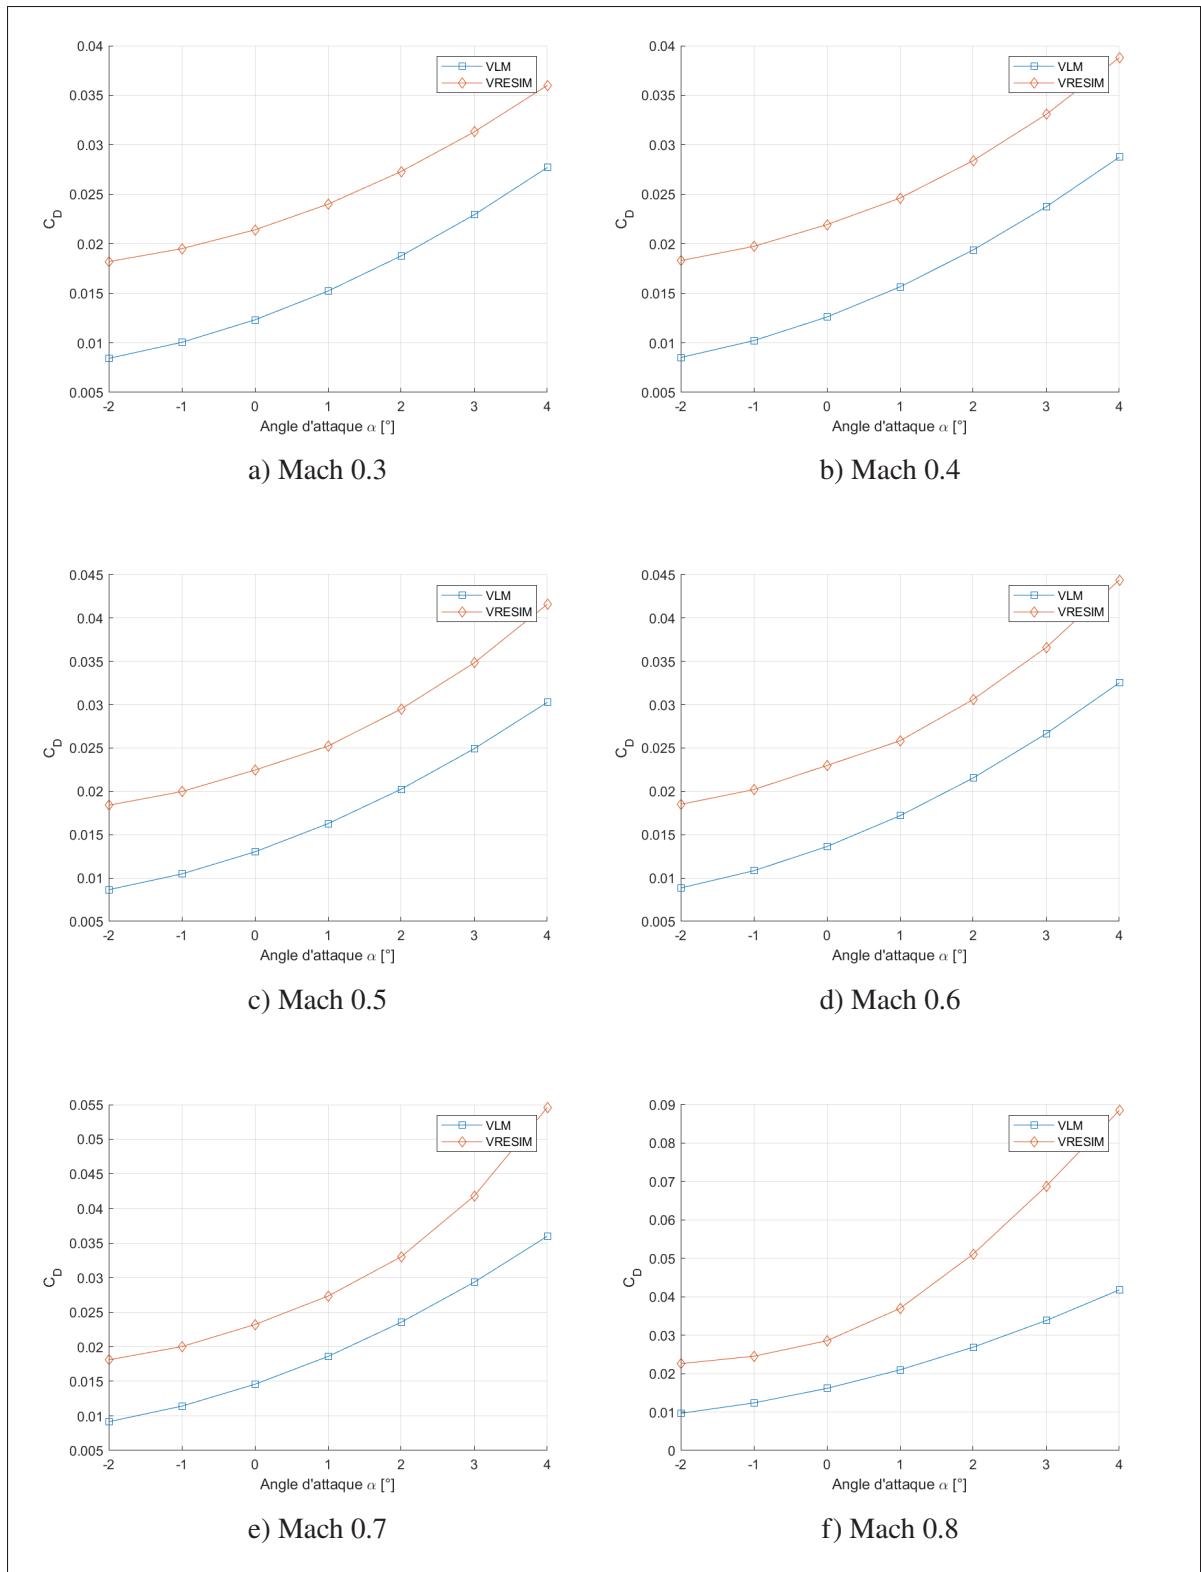 0.04
0.035
0.03
0.025
0.02
0.015
0.01
0.005
C_D
VLM
VRESIM
-2 -1 0 1 2 3 4
Angle d'attaque α [°]
a) Mach 0.3
0.04
0.035
0.03
0.025
0.02
0.015
0.01
0.005
C_D
VLM
VRESIM
-2 -1 0 1 2 3 4
Angle d'attaque α [°]
b) Mach 0.4
0.045
0.04
0.035
0.03
0.025
0.02
0.015
0.01
0.005
C_D
VLM
VRESIM
-2 -1 0 1 2 3 4
Angle d'attaque α [°]
c) Mach 0.5
0.045
0.04
0.035
0.03
0.025
0.02
0.015
0.01
0.005
C_D
VLM
VRESIM
-2 -1 0 1 2 3 4
Angle d'attaque α [°]
d) Mach 0.6
0.055
0.05
0.045
0.04
0.035
0.03
0.025
0.02
0.015
0.01
0.005
C_D
VLM
VRESIM
-2 -1 0 1 2 3 4
Angle d'attaque α [°]
e) Mach 0.7
0.09
0.08
0.07
0.06
0.05
0.04
0.03
0.02
0.01
0
C_D
VLM
VRESIM
-2 -1 0 1 2 3 4
Angle d'attaque α [°]
f) Mach 0.8